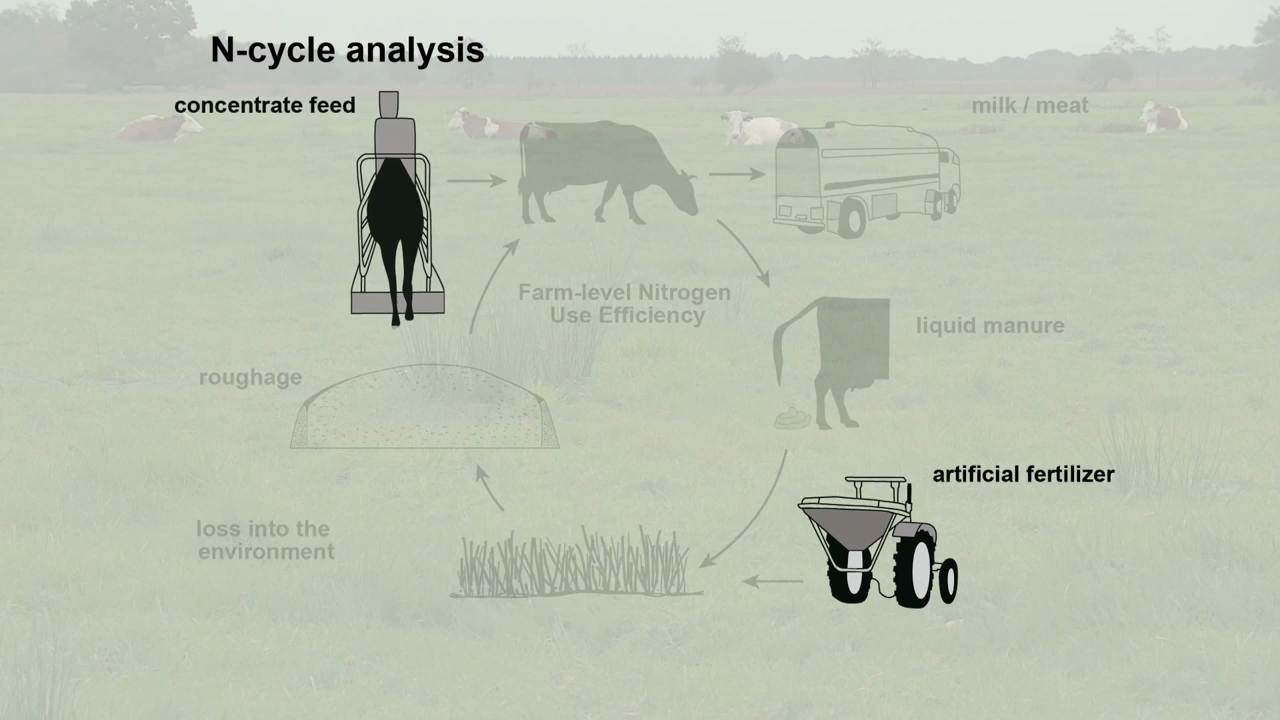 N-cycle analysis
concentrate feed
milk / meat
Farm-level Nitrogen
Use Efficiency
liquid manure
roughage
artificial fertilizer
loss into the
environment